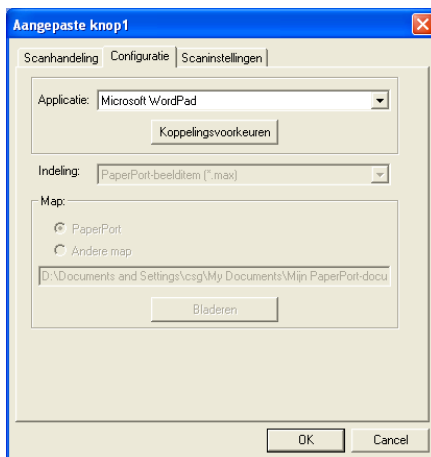 Aangepaste knop1
Scanhandeling Configuratie Scaninstellingen
Applicatie: Microsoft WordPad
Koppelingsvoorkeuren
Indeling: PaperPort-beelditem (*.max)
Map:
PaperPort
Andere map
D:\Documents and Settings\csg\My Documents\Mijn PaperPort-docu
Bladeren
OK Cancel